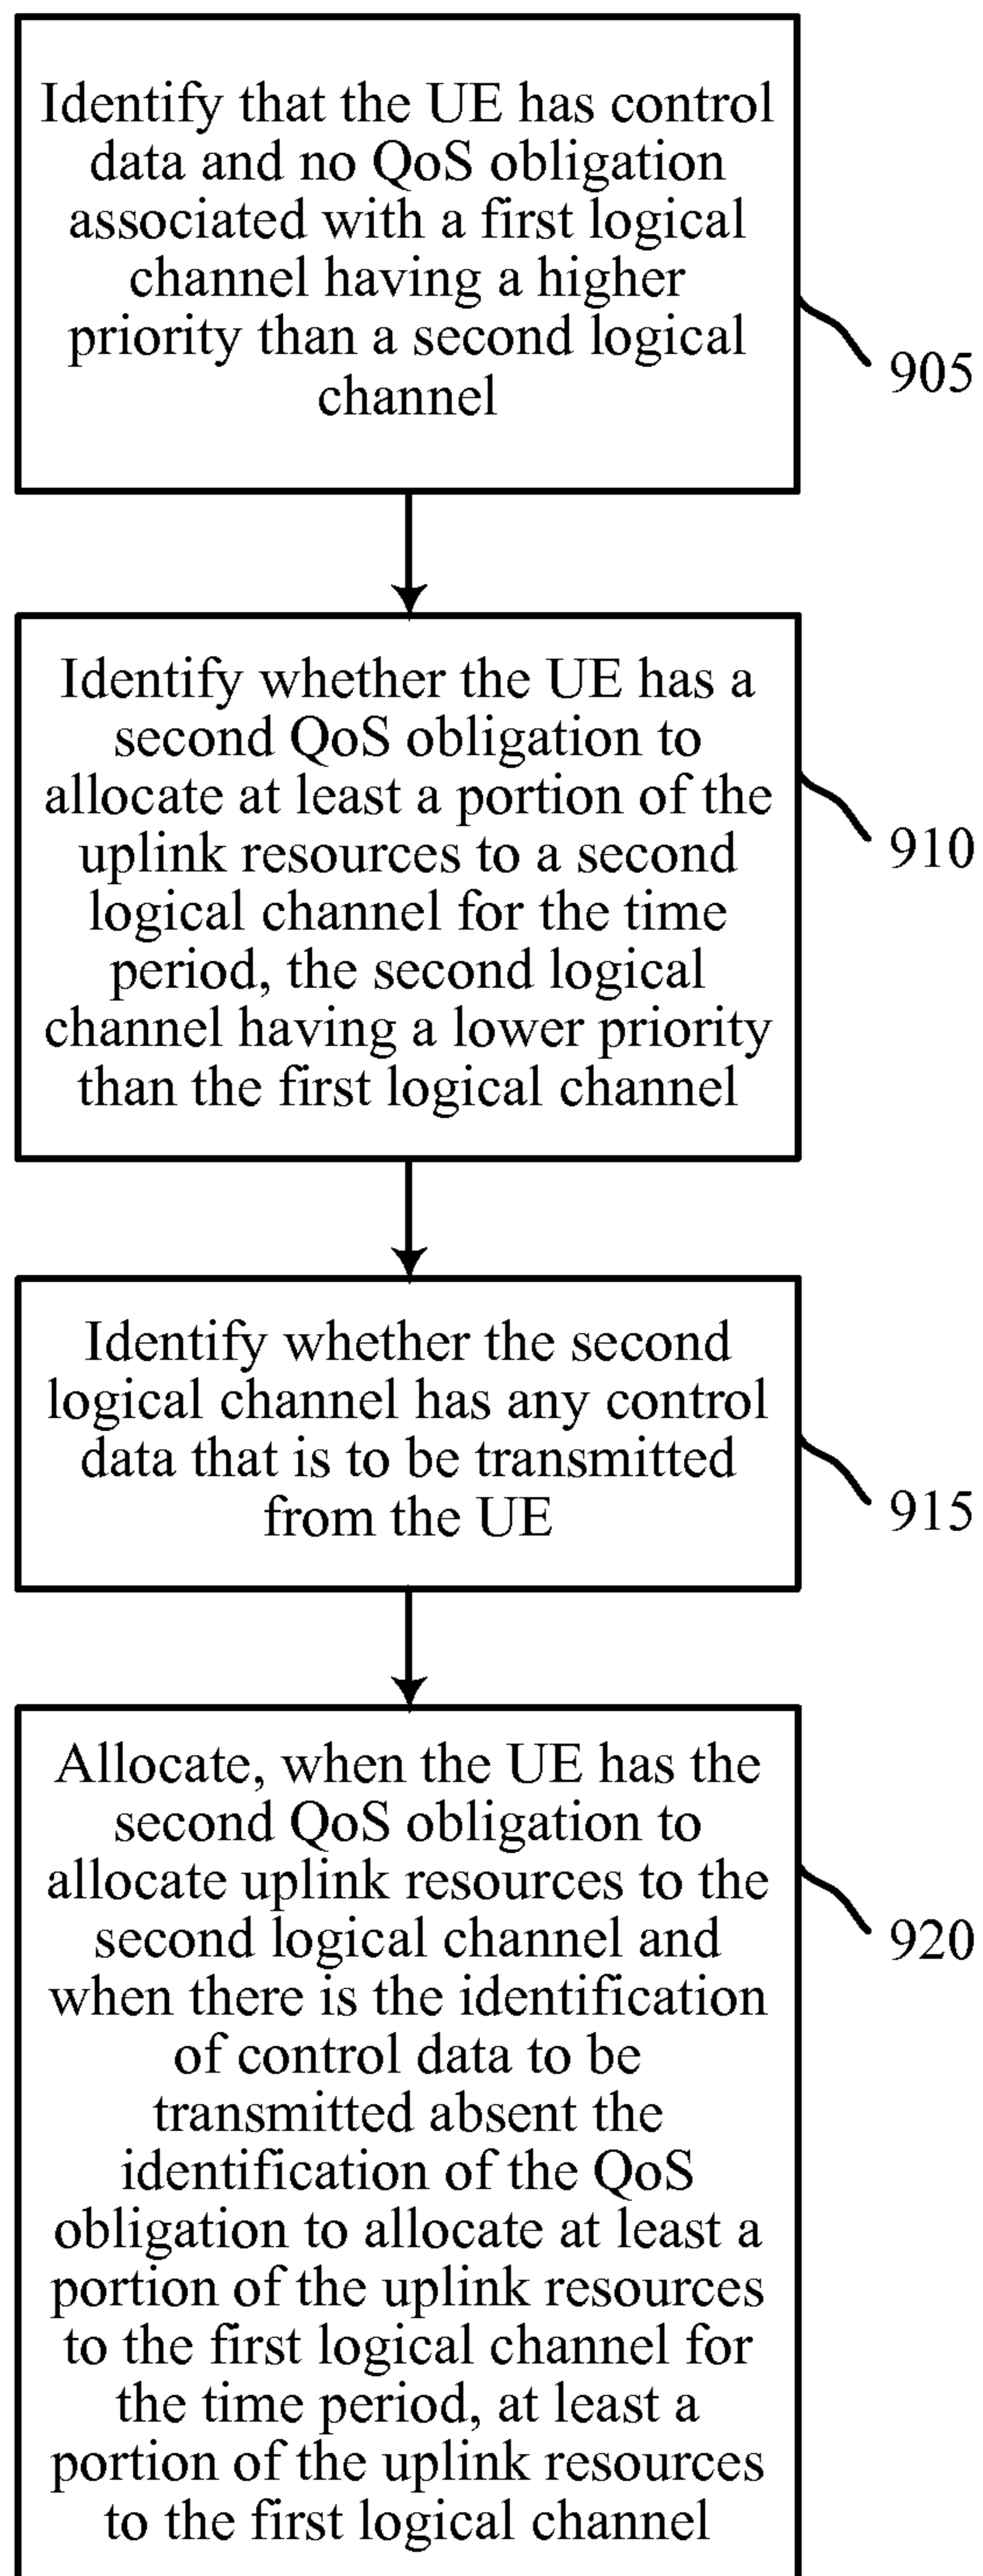 Identify that the UE has control
data and no QoS obligation
associated with a first logical
channel having a higher
priority than a second logical
channel
905
Identify whether the UE has a
second QoS obligation to
allocate at least a portion of the
uplink resources to a second
logical channel for the time
period, the second logical
channel having a lower priority
than the first logical channel
910
Identify whether the second
logical channel has any control
data that is to be transmitted
from the UE
915
Allocate, when the UE has the
second QoS obligation to
allocate uplink resources to the
second logical channel and
when there is the identification
of control data to be
transmitted absent the
identification of the QoS
obligation to allocate at least a
portion of the uplink resources
to the first logical channel for
the time period, at least a
portion of the uplink resources
to the first logical channel
920